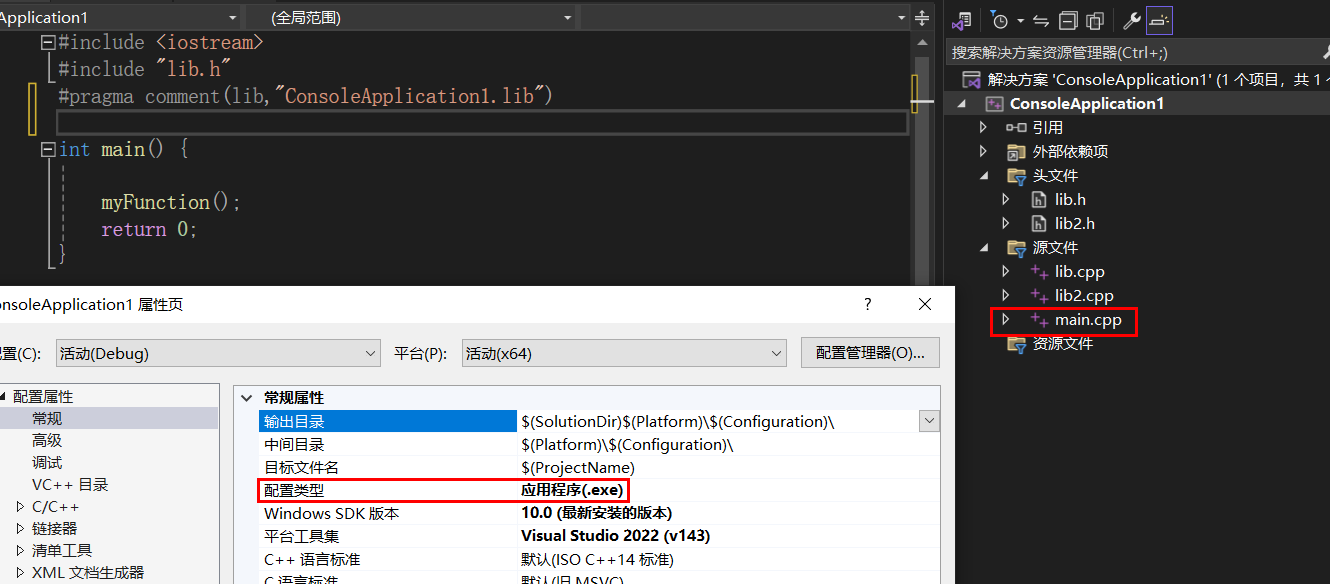 Application1
(全局范围)
#include <iostream>
#include "lib.h"
#pragma comment(lib,"ConsoleApplication1.lib")
int main() {
myFunction();
return 0;
}
搜索解决方案资源管理器(Ctrl+;)
解决方案 'ConsoleApplication1' (1 个项目，共 1
ConsoleApplication1
引用
外部依赖项
头文件
lib.h
lib2.h
源文件
lib.cpp
lib2.cpp
main.cpp
资源文件
onsoleApplication1 属性页
?
置(C):
活动(Debug)
平台(P):
活动(x64)
配置管理器(O)...
配置属性
常规
高级
调试
VC++ 目录
C/C++
链接器
清单工具
XML 文档生成器
常规属性
输出目录 $(SolutionDir)$(Platform)\$(Configuration)\
中间目录 $(Platform)\$(Configuration)\
目标文件名 $(ProjectName)
配置类型 应用程序(.exe)
Windows SDK 版本 10.0 (最新安装的版本)
平台工具集 Visual Studio 2022 (v143)
C++ 语言标准 默认(ISO C++14 标准)
C 语言标准 默认(旧 MSVC)